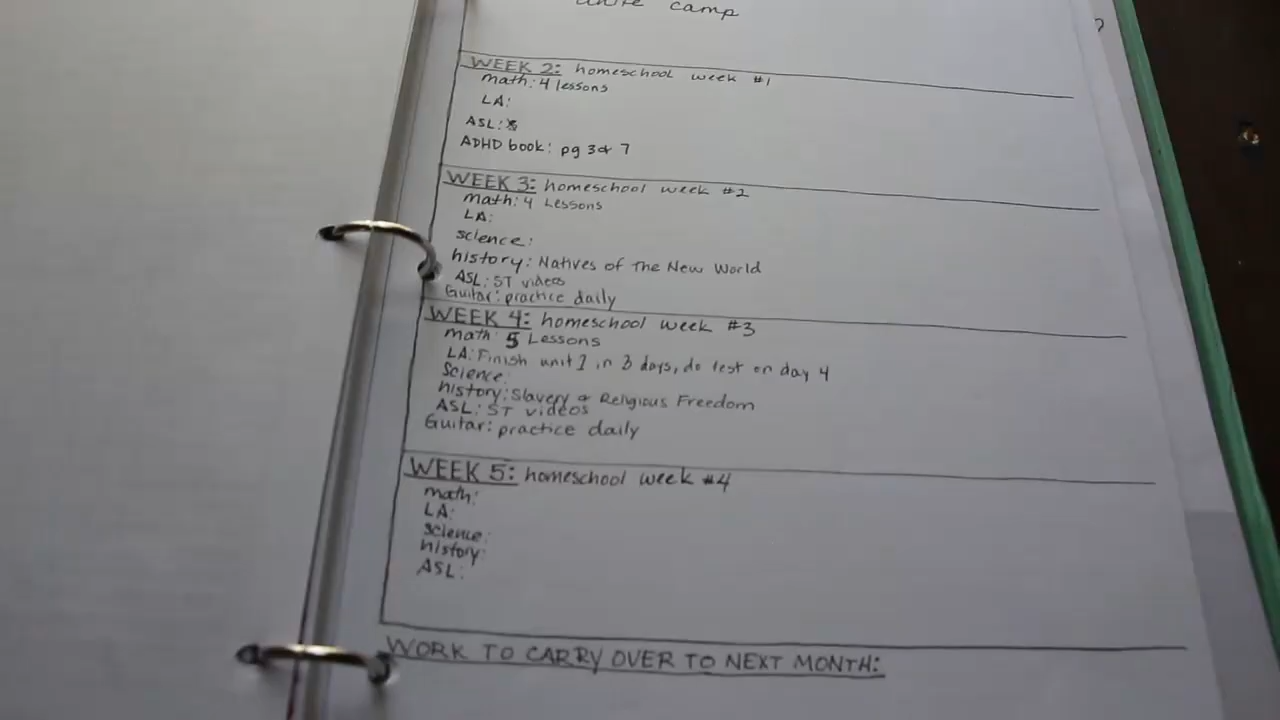 camp
WEEK 2: homeschool week #1
math: 4 lessons
LA:
ASL:
ADHD book: pg 3 & 7
WEEK 3: homeschool week #2
math: 4 Lessons
LA:
science:
history: Natives of The New World
ASL: ST videos
Guitar: practice daily
WEEK 4: homeschool week #3
math: 5 Lessons
LA: Finish unit 1 in 3 days, do test on day 4
Science:
history: Slavery & Religious Freedom
ASL: ST videos
Guitar: practice daily
WEEK 5: homeschool week #4
math:
LA:
science:
history:
ASL:
WORK TO CARRY OVER TO NEXT MONTH: